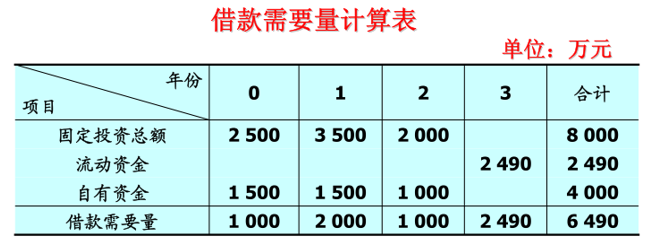 借款需要量计算表
单位：万元
年份
项目 0 1 2 3 合计
固定投资总额 2 500 3 500 2 000 8 000
流动资金 2 490 2 490
自有资金 1 500 1 500 1 000 4 000
借款需要量 1 000 2 000 1 000 2 490 6 490